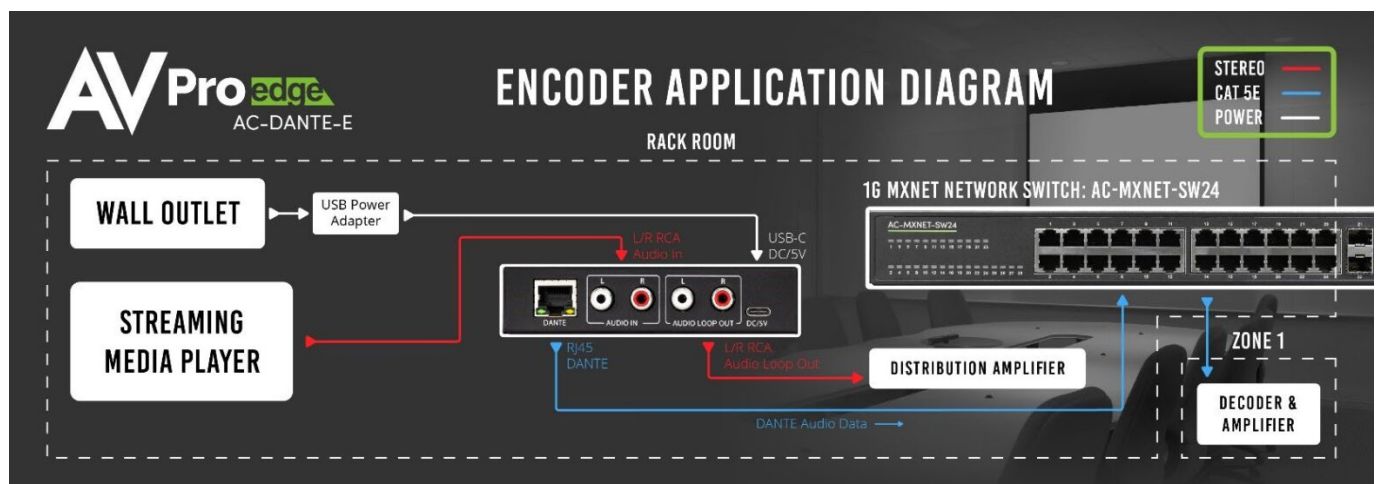 AVPro edge
AC-DANTE-E
ENCODER APPLICATION DIAGRAM
STEREO
CAT 5E
POWER
RACK ROOM
WALL OUTLET
USB Power
Adapter
L/R RCA
Audio In
USB-C
DC/5V
1G MXNET NETWORK SWITCH: AC-MXNET-SW24
AC-MXNET-SW24
STREAMING
MEDIA PLAYER
L R L R
DANTE AUDIO IN AUDIO LOOP OUT DC/5V
RJ45
DANTE
L/R RCA
Audio Loop Out
DISTRIBUTION AMPLIFIER
DANTE Audio Data
ZONE 1
DECODER &
AMPLIFIER